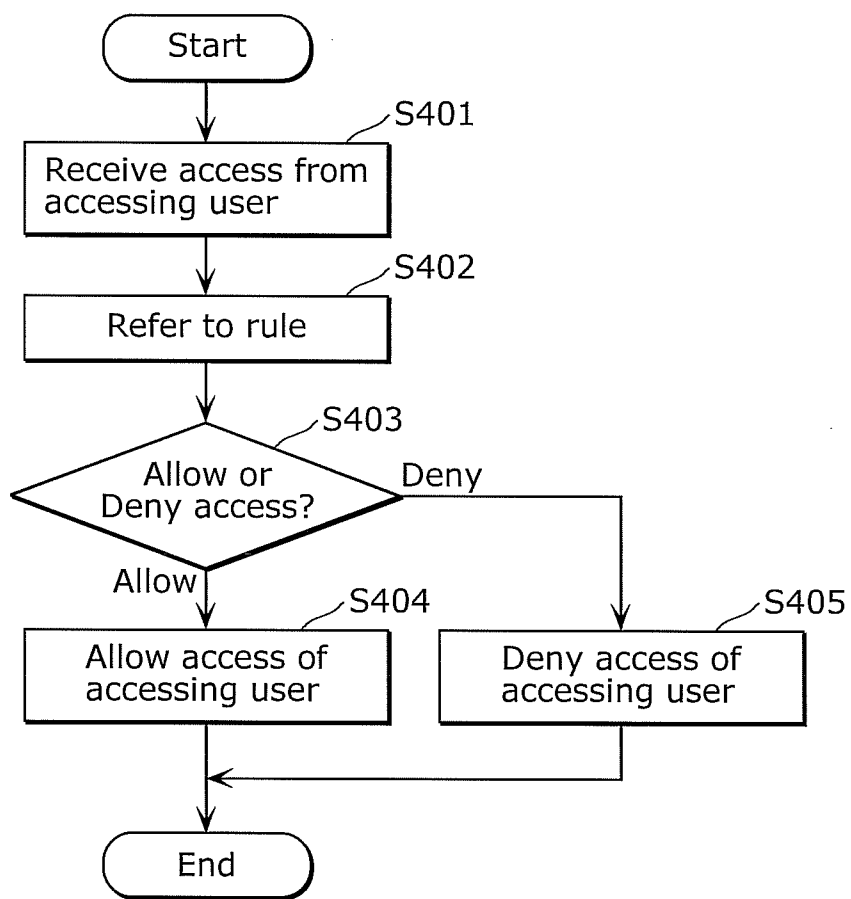 Start
S401
Receive access from
accessing user
S402
Refer to rule
S403
Allow or
Deny access?
Deny
Allow
S404
Allow access of
accessing user
S405
Deny access of
accessing user
End